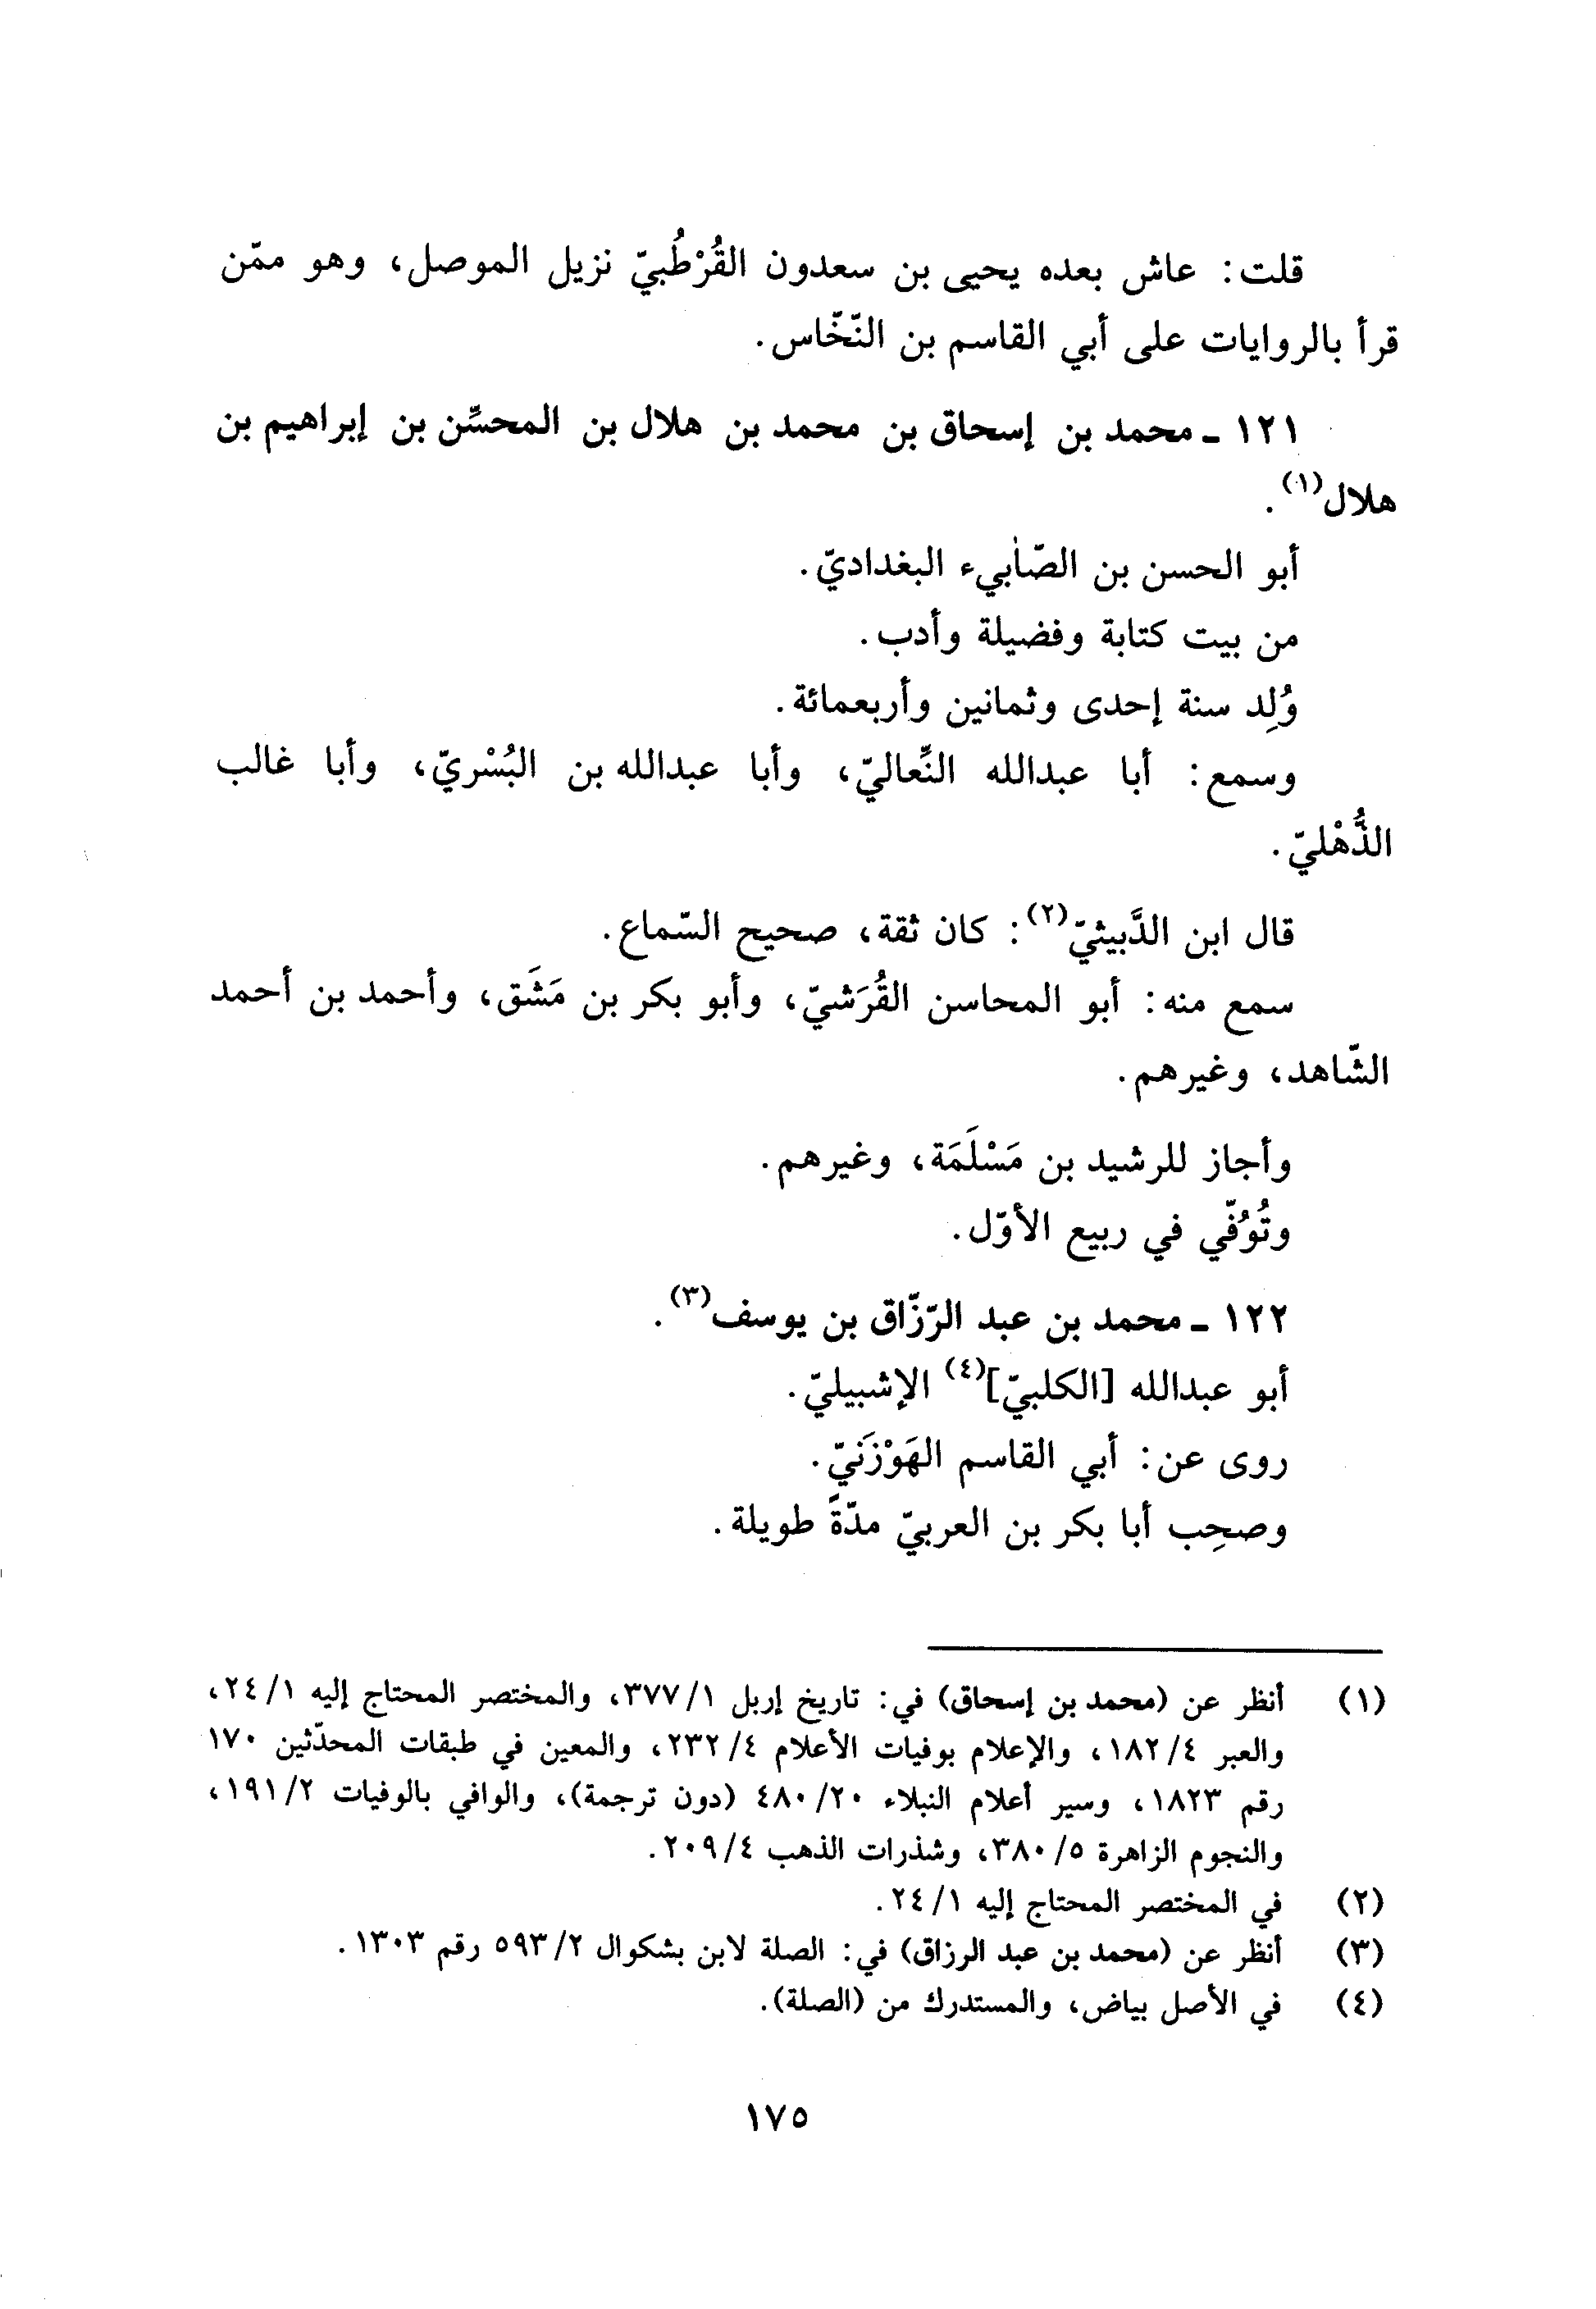 قلت: عاش بعده يحيى بن سعدون القُرْطُبيّ نزيل الموصل، وهو ممّن
قرأ بالروايات على أبي القاسم بن النّخّاس.
١٢١ ـ محمد بن إسحاق بن محمد بن هلال بن المحسِّن بن إبراهيم بن
هلال(١).
أبو الحسن بن الصّابيء البغداديّ.
من بيت كتابة وفضيلة وأدب.
وُلِد سنة إحدى وثمانين وأربعمائة.
وسمع: أبا عبدالله النِّعاليّ، وأبا عبدالله بن البُسْريّ، وأبا غالب
الذُّهْليّ.
قال ابن الدَّبيثيّ(٢): كان ثقة، صحيح السّماع.
سمع منه: أبو المحاسن القُرَشيّ، وأبو بكر بن مَشَق، وأحمد بن أحمد
الشّاهد، وغيرهم.
وأجاز للرشيد بن مَسْلَمَة، وغيرهم.
وتُوُفّي في ربيع الأوّل.
١٢٢ ـ محمد بن عبد الرّزّاق بن يوسف(٣).
أبو عبدالله [الكلبيّ](٤) الإشبيليّ.
روى عن: أبي القاسم الهَوْزَنيّ.
وصحِب أبا بكر بن العربيّ مدّةً طويلة.
(١) أنظر عن (محمد بن إسحاق) في: تاريخ إربل ٣٧٧/١، والمختصر المحتاج إليه ٢٤/١،
والعبر ١٨٢/٤، والإعلام بوفيات الأعلام ٢٣٢/٤، والمعين في طبقات المحدّثين ١٧٠
رقم ١٨٢٣، وسير أعلام النبلاء ٤٨٠/٢٠ (دون ترجمة)، والوافي بالوفيات ١٩١/٢،
والنجوم الزاهرة ٣٨٠/٥، وشذرات الذهب ٢٠٩/٤.
(٢) في المختصر المحتاج إليه ٢٤/١.
(٣) أنظر عن (محمد بن عبد الرزاق) في: الصلة لابن بشكوال ٥٩٣/٢ رقم ١٣٠٣.
(٤) في الأصل بياض، والمستدرك من (الصلة).
١٧٥